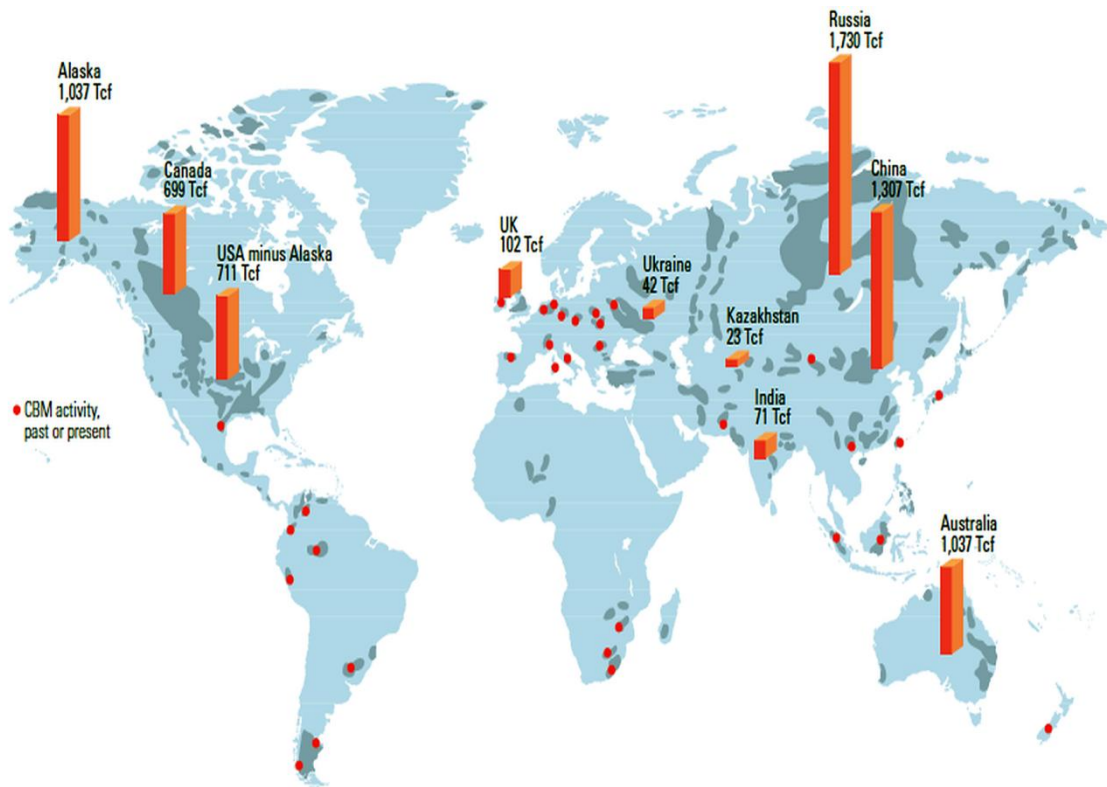 Russia
1,730 Tcf
Alaska
1,037 Tcf
Canada
699 Tcf
China
1,307 Tcf
UK
102 Tcf
USA minus Alaska
711 Tcf
Ukraine
42 Tcf
Kazakhstan
23 Tcf
India
71 Tcf
CBM activity,
past or present
Australia
1,037 Tcf